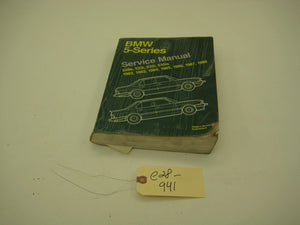 BMW
5-Series
Service Manual
528e, 533i, 535i, 535is
1982, 1983, 1984, 1985, 1986, 1987, 1988
e28-
941